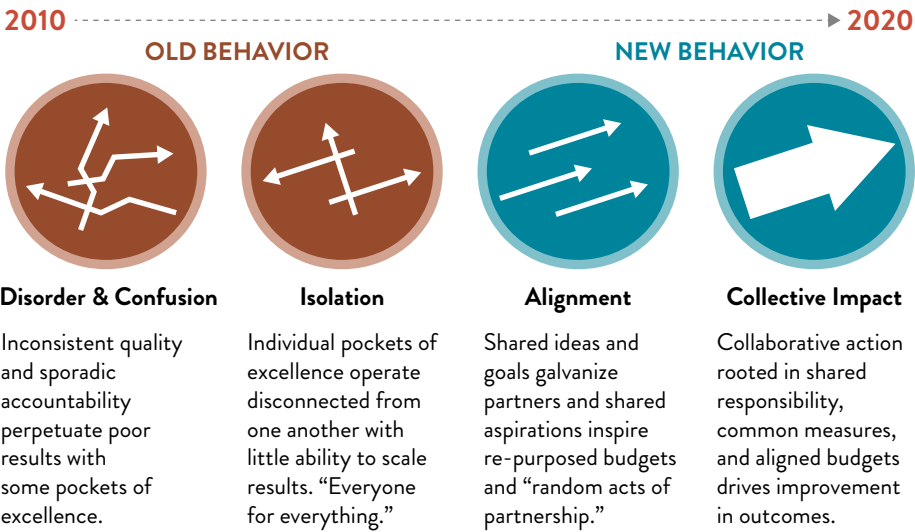 2010
2020
OLD BEHAVIOR
NEW BEHAVIOR
Disorder & Confusion
Inconsistent quality
and sporadic
accountability
perpetuate poor
results with
some pockets of
excellence.
Isolation
Individual pockets of
excellence operate
disconnected from
one another with
little ability to scale
results. “Everyone
for everything.”
Alignment
Shared ideas and
goals galvanize
partners and shared
aspirations inspire
re-purposed budgets
and “random acts of
partnership.”
Collective Impact
Collaborative action
rooted in shared
responsibility,
common measures,
and aligned budgets
drives improvement
in outcomes.